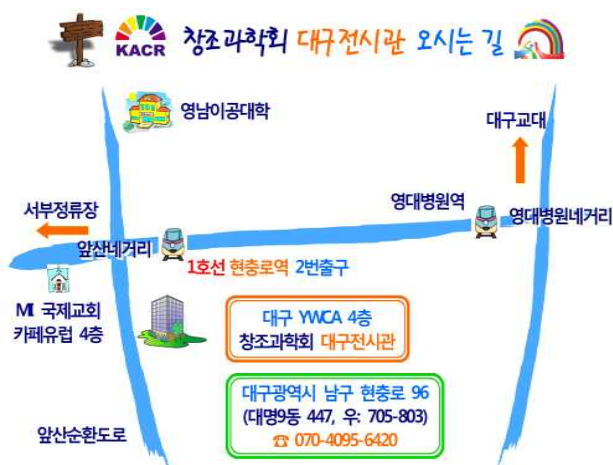 KACR
창조과학회 대구전시관 오시는 길
영남이공대학
대구교대
서부정류장
영대병원역
영대병원네거리
앞산네거리
1호선 현충로역 2번출구
MI 국제교회
카페유럽 4층
대구 YWCA 4층
창조과학회 대구전시관
대구광역시 남구 현충로 96
(대명9동 447, 우: 705-803)
☎ 070-4095-6420
앞산순환도로